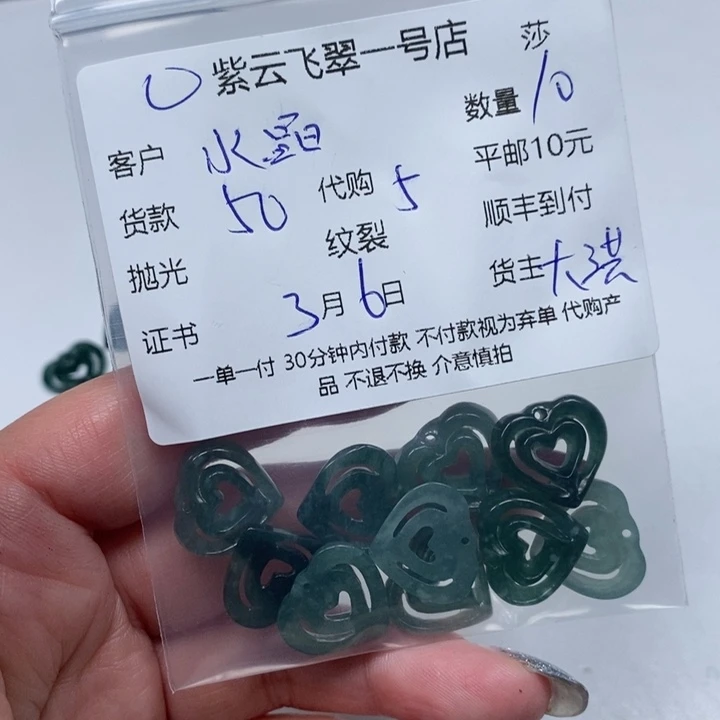 紫云飞翠一号店 莎
客户 水晶 数量 10
货款 50 代购 5 平邮10元
抛光 纹裂 顺丰到付
证书 3月6日 货主大洪
一单一付 30分钟内付款 不付款视为弃单 代购产
品 不退不换 介意慎拍